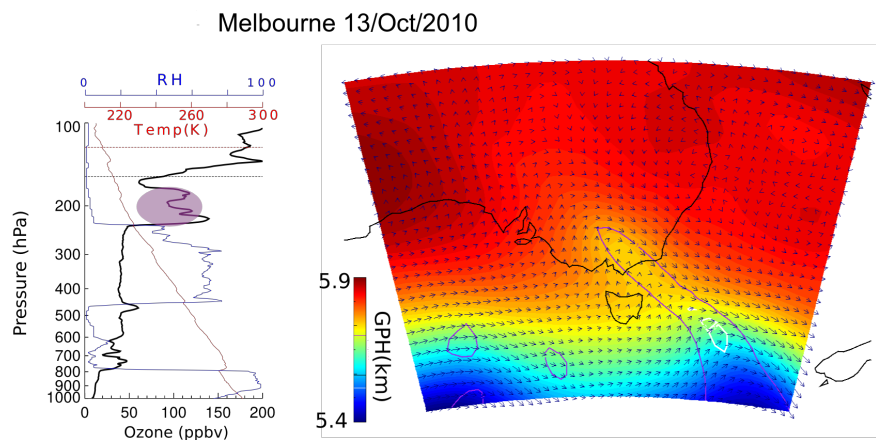 Melbourne 13/Oct/2010
0 RH 100
220 260 300
Temp(K)
100
200
300
400
500
600
700
800
900
1000
Pressure (hPa)
0 50 100 150 200
Ozone (ppbv)
5.9
GPH(km)
5.4